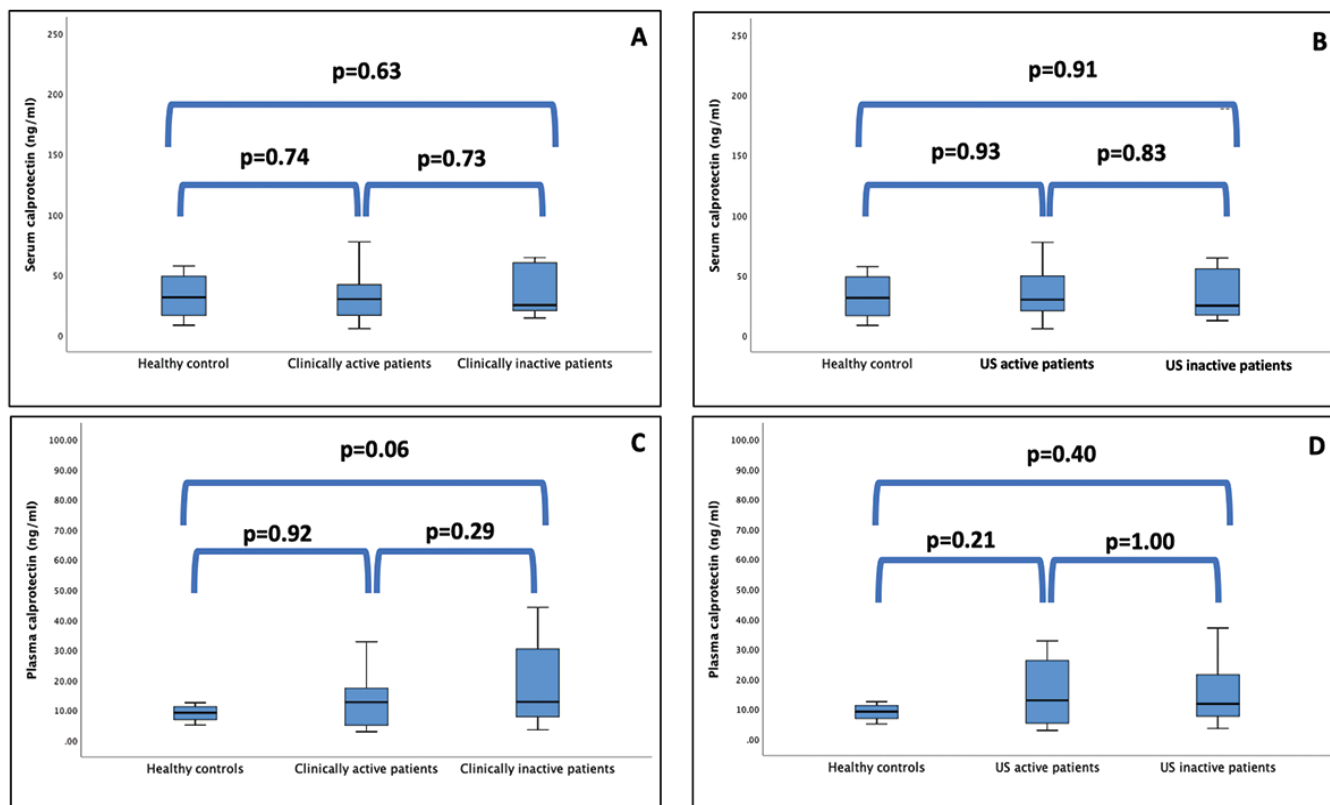 A
p=0.63
p=0.74
p=0.73
Serum calprotectin (ng/ml)
250
200
150
100
50
0
Healthy control
Clinically active patients
Clinically inactive patients
B
p=0.91
p=0.93
p=0.83
Serum calprotectin (ng/ml)
250
200
150
100
50
0
Healthy control
US active patients
US inactive patients
C
p=0.06
p=0.92
p=0.29
Plasma calprotectin (ng/ml)
100.00
90.00
80.00
70.00
60.00
50.00
40.00
30.00
20.00
10.00
.00
Healthy controls
Clinically active patients
Clinically inactive patients
D
p=0.40
p=0.21
p=1.00
Plasma calprotectin (ng/ml)
100.00
90.00
80.00
70.00
60.00
50.00
40.00
30.00
20.00
10.00
.00
Healthy controls
US active patients
US inactive patients